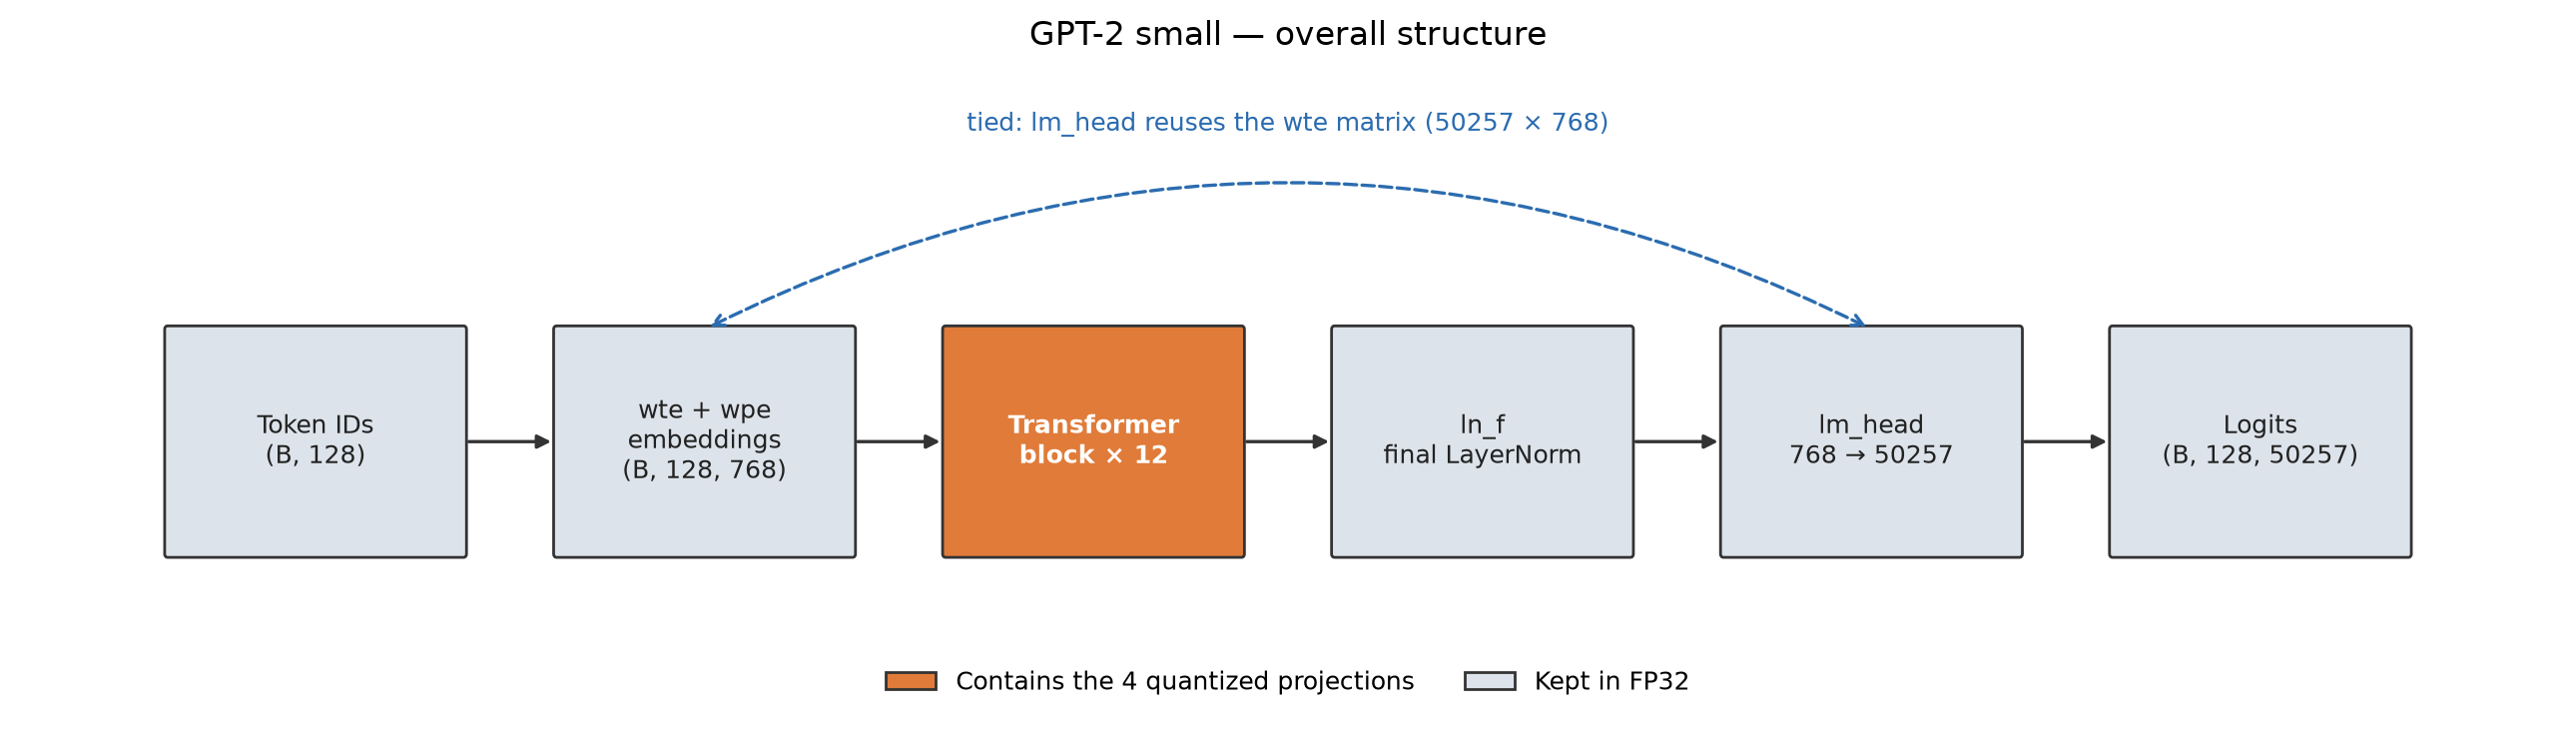 GPT-2 small — overall structure
tied: lm_head reuses the wte matrix (50257 × 768)
Token IDs
(B, 128)
wte + wpe
embeddings
(B, 128, 768)
Transformer
block × 12
ln_f
final LayerNorm
lm_head
768 → 50257
Logits
(B, 128, 50257)
Contains the 4 quantized projections
Kept in FP32